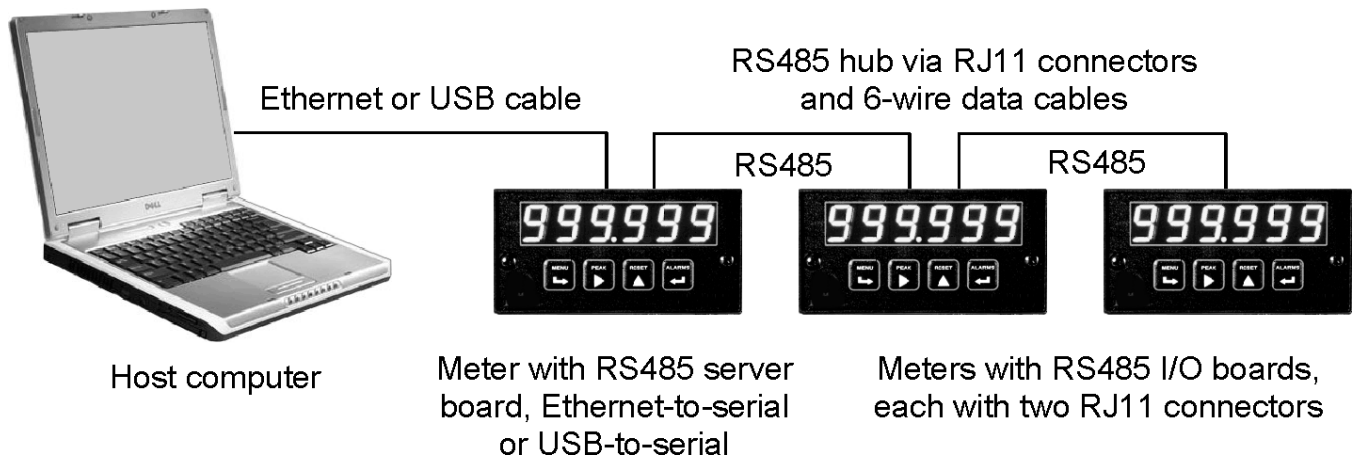 RS485 hub via RJ11 connectors
and 6-wire data cables
Ethernet or USB cable
RS485
RS485
DELL
999.999
999.999
999.999
MENU PEAK RESET ALARMS
MENU PEAK RESET ALARMS
MENU PEAK RESET ALARMS
Host computer
Meter with RS485 server
board, Ethernet-to-serial
or USB-to-serial
Meters with RS485 I/O boards,
each with two RJ11 connectors